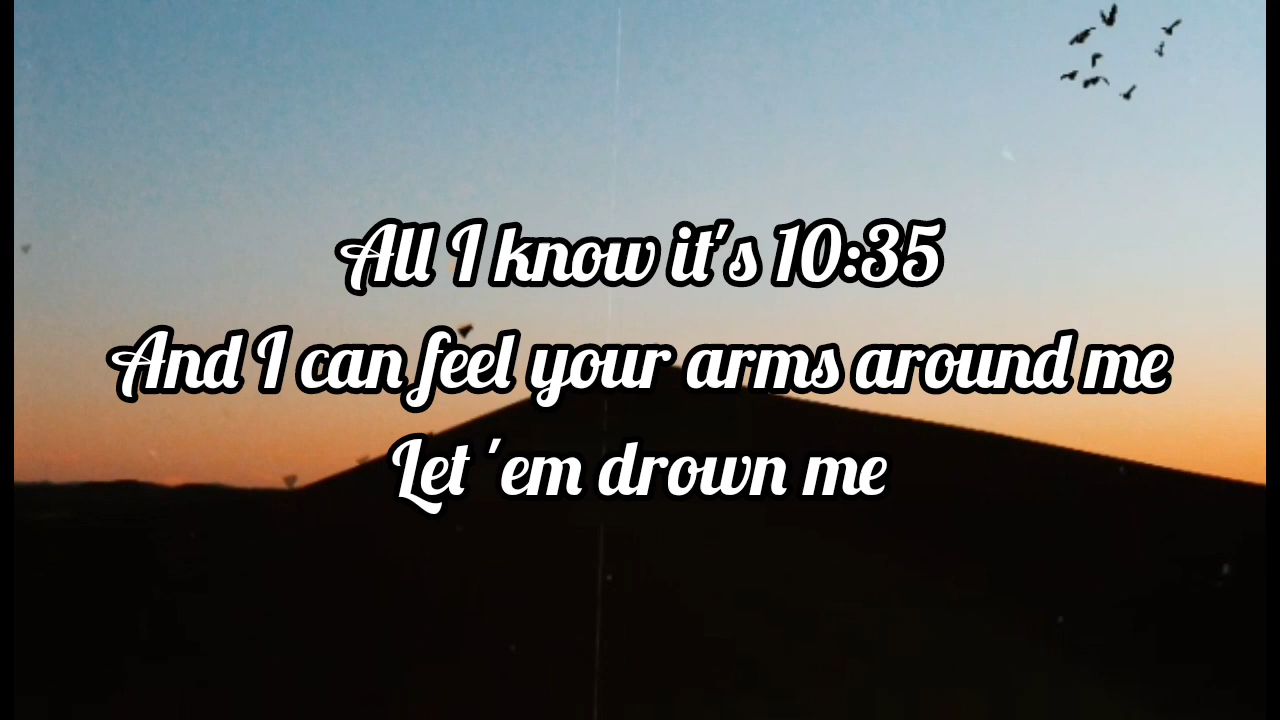 All I know it's 10:35
And I can feel your arms around me
Let 'em drown me